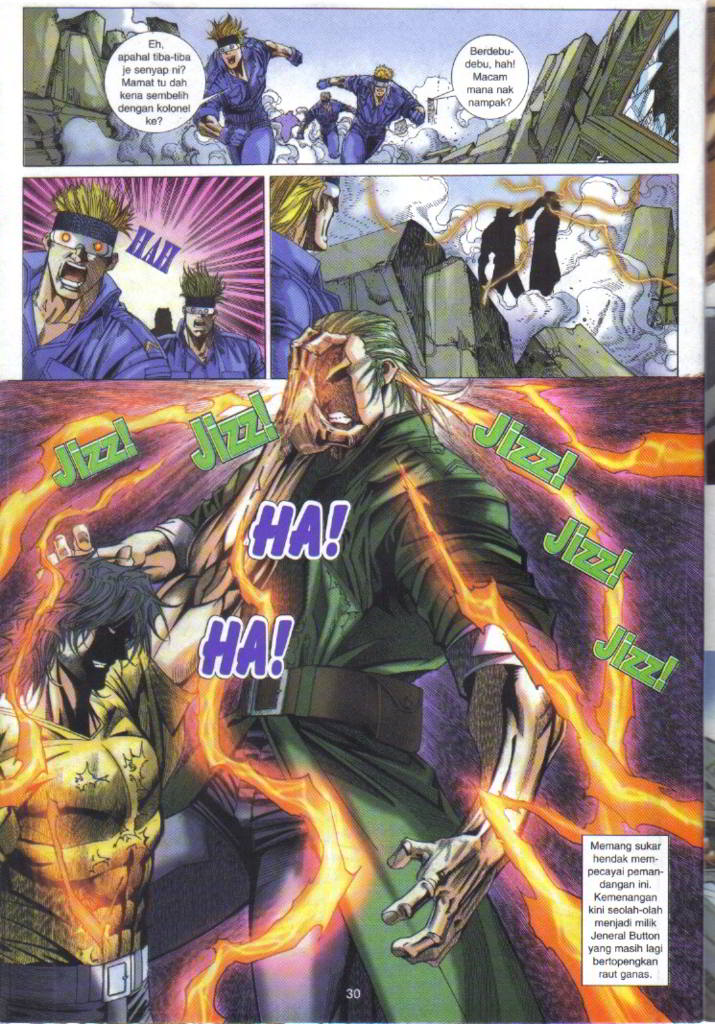 Eh,
apahal tiba-tiba
je senyap ni?
Mamat tu dah
kena sembelih
dengan kolonel
ke?
Berdebu-
debu, hah!
Macam
mana nak
nampak?
HAH
Jizz!
Jizz!
Jizz!
HA!
Jizz!
HA!
Jizz!
Memang sukar
hendak mem-
pecayai peman-
dangan ini.
Kemenangan
kini seolah-olah
menjadi milik
Jeneral Button
yang masih lagi
bertopengkan
raut ganas.
30